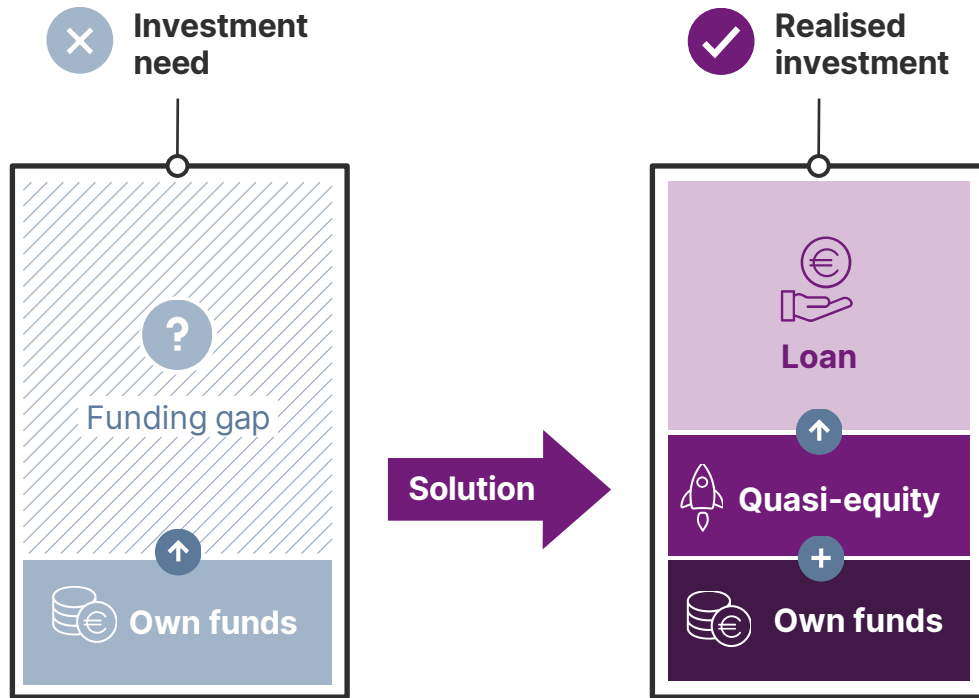 Investment
need
?
Funding gap
€ Own funds
Solution
Realised
investment
€
Loan
Quasi-equity
+
€ Own funds